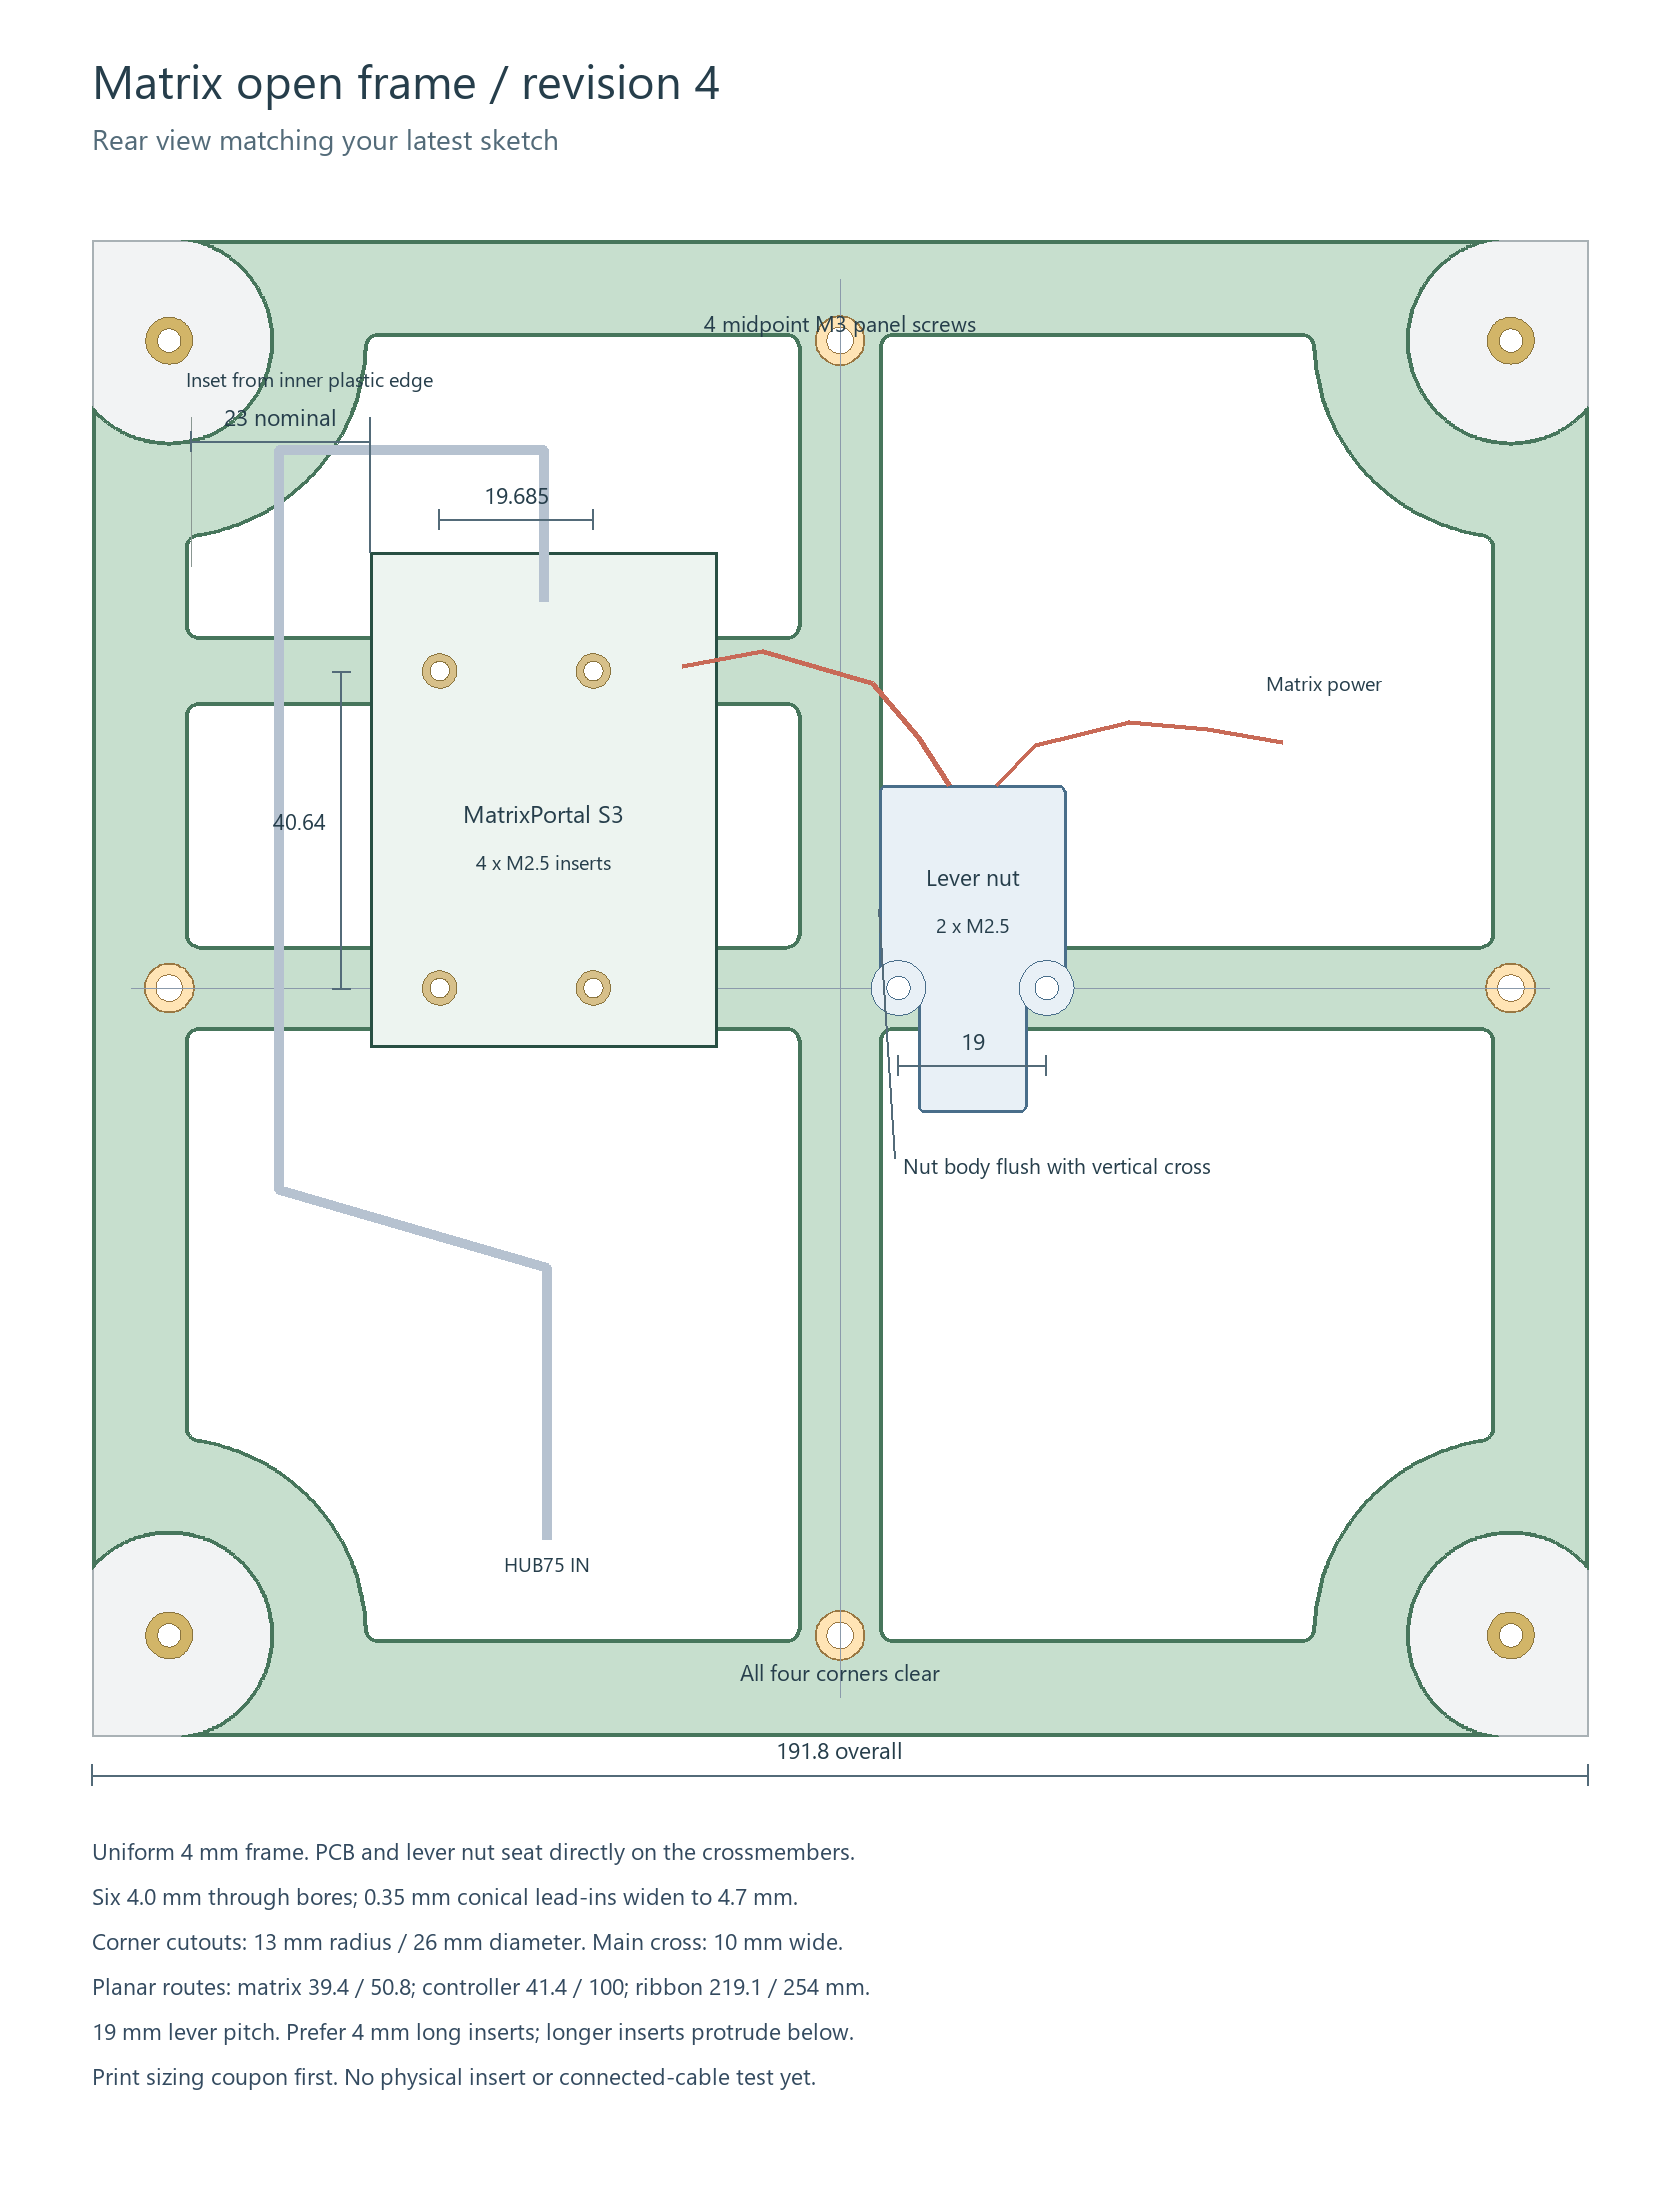 Matrix open frame / revision 4
Rear view matching your latest sketch
4 midpoint M3 panel screws
Inset from inner plastic edge
23 nominal
19.685
Matrix power
40.64
MatrixPortal S3
4 x M2.5 inserts
Lever nut
2 x M2.5
19
Nut body flush with vertical cross
HUB75 IN
All four corners clear
191.8 overall
Uniform 4 mm frame. PCB and lever nut seat directly on the crossmembers.
Six 4.0 mm through bores; 0.35 mm conical lead-ins widen to 4.7 mm.
Corner cutouts: 13 mm radius / 26 mm diameter. Main cross: 10 mm wide.
Planar routes: matrix 39.4 / 50.8; controller 41.4 / 100; ribbon 219.1 / 254 mm.
19 mm lever pitch. Prefer 4 mm long inserts; longer inserts protrude below.
Print sizing coupon first. No physical insert or connected-cable test yet.